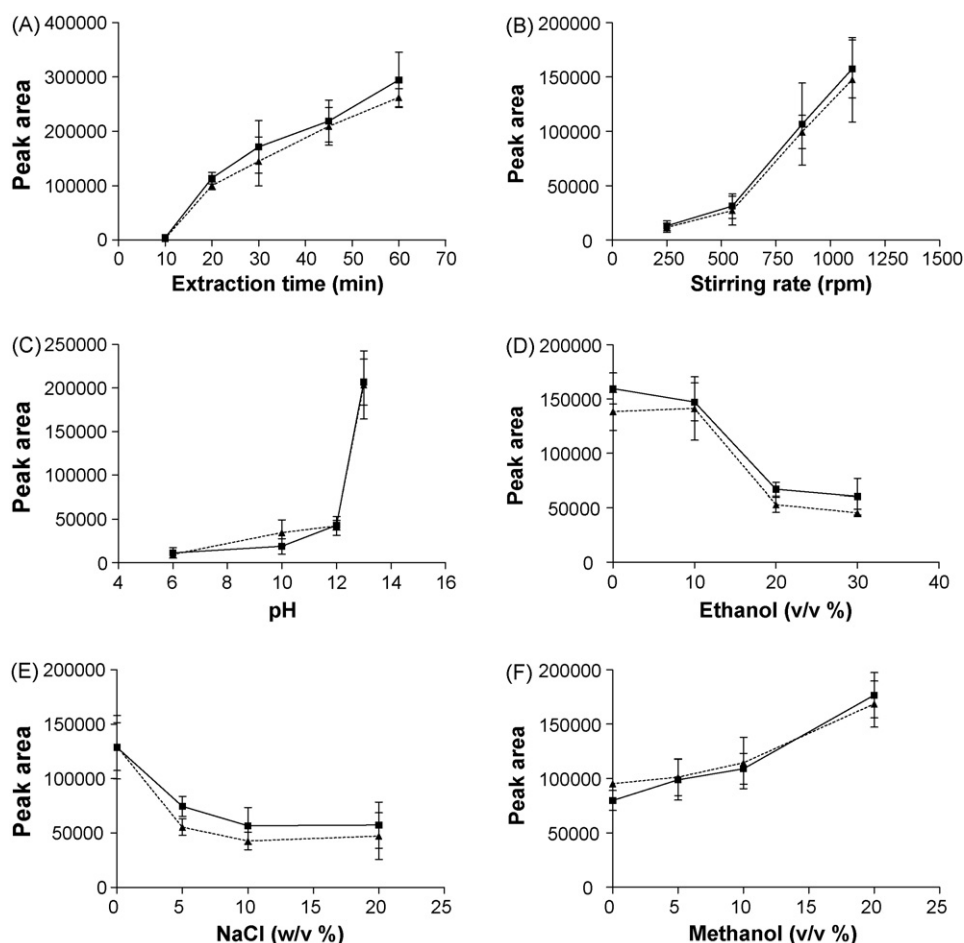 (A)
400000
300000
200000
100000
0
Peak area
0 10 20 30 40 50 60 70
Extraction time (min)
(B)
200000
150000
100000
50000
0
Peak area
0 250 500 750 1000 1250 1500
Stirring rate (rpm)
(C)
250000
200000
150000
100000
50000
0
Peak area
4 6 8 10 12 14 16
pH
(D)
200000
150000
100000
50000
0
Peak area
0 10 20 30 40
Ethanol (v/v %)
(E)
200000
150000
100000
50000
0
Peak area
0 5 10 15 20 25
NaCl (w/v %)
(F)
200000
150000
100000
50000
0
Peak area
0 5 10 15 20 25
Methanol (v/v %)